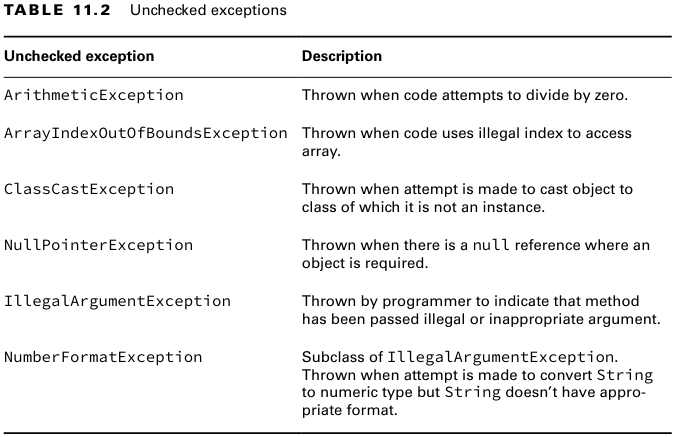 TABLE 11.2 Unchecked exceptions
Unchecked exception Description
ArithmeticException Thrown when code attempts to divide by zero.
ArrayIndexOutOfBoundsException Thrown when code uses illegal index to access
array.
ClassCastException Thrown when attempt is made to cast object to
class of which it is not an instance.
NullPointerException Thrown when there is a null reference where an
object is required.
IllegalArgumentException Thrown by programmer to indicate that method
has been passed illegal or inappropriate argument.
NumberFormatException Subclass of IllegalArgumentException.
Thrown when attempt is made to convert String
to numeric type but String doesn't have appro-
priate format.